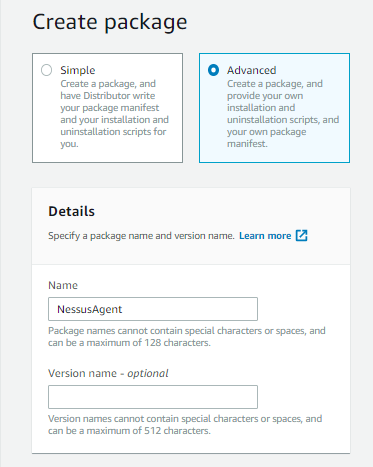 Create package
Simple
Create a package, and
have Distributor write
your package manifest
and your installation and
uninstallation scripts for
you.
Advanced
Create a package, and
provide your own
installation and
uninstallation scripts, and
your own package
manifest.
Details
Specify a package name and version name. Learn more
Name
NessusAgent
Package names cannot contain special characters or spaces, and
can be a maximum of 128 characters.
Version name - optional
Version names cannot contain special characters or spaces, and
can be a maximum of 512 characters.